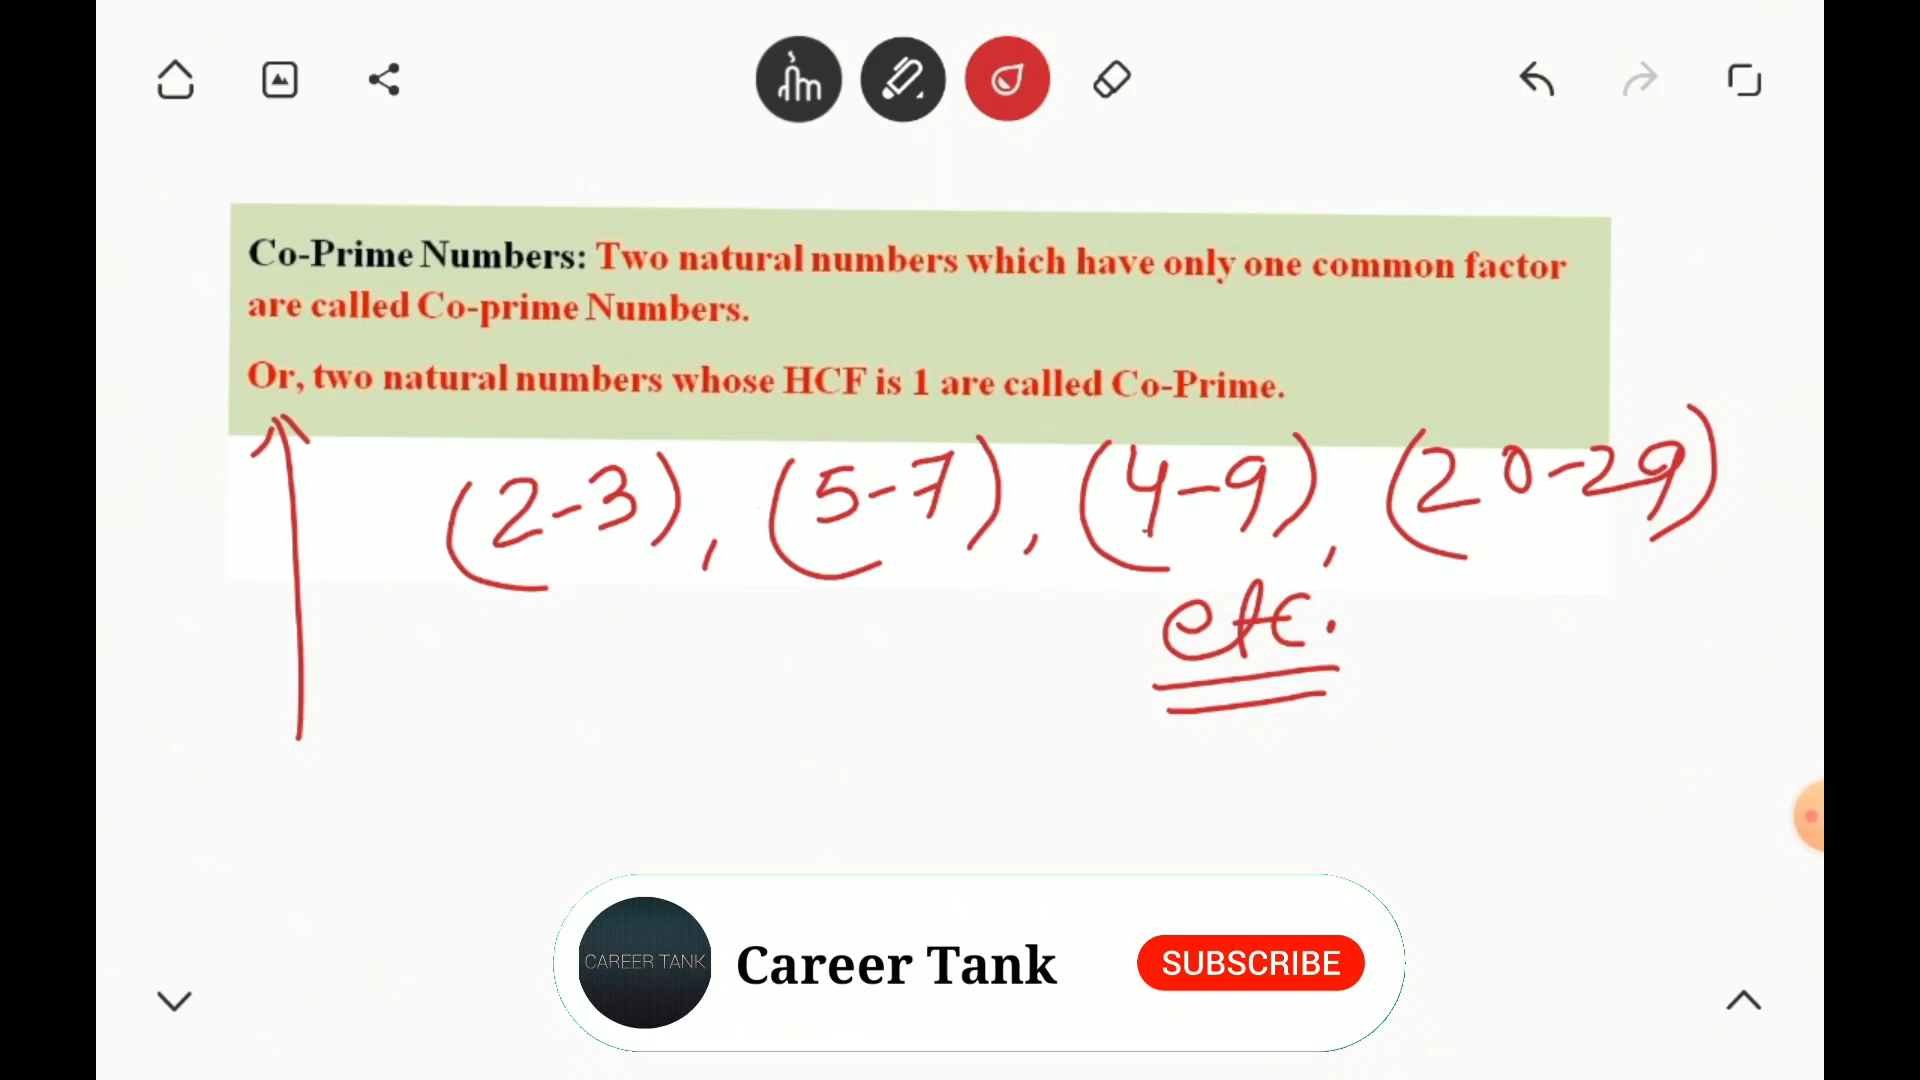 Co-Prime Numbers: Two natural numbers which have only one common factor
are called Co-prime Numbers.
Or, two natural numbers whose HCF is 1 are called Co-Prime.
(2-3), (5-7), (4-9), (20-29)
etc.
CAREER TANK
Career Tank
SUBSCRIBE